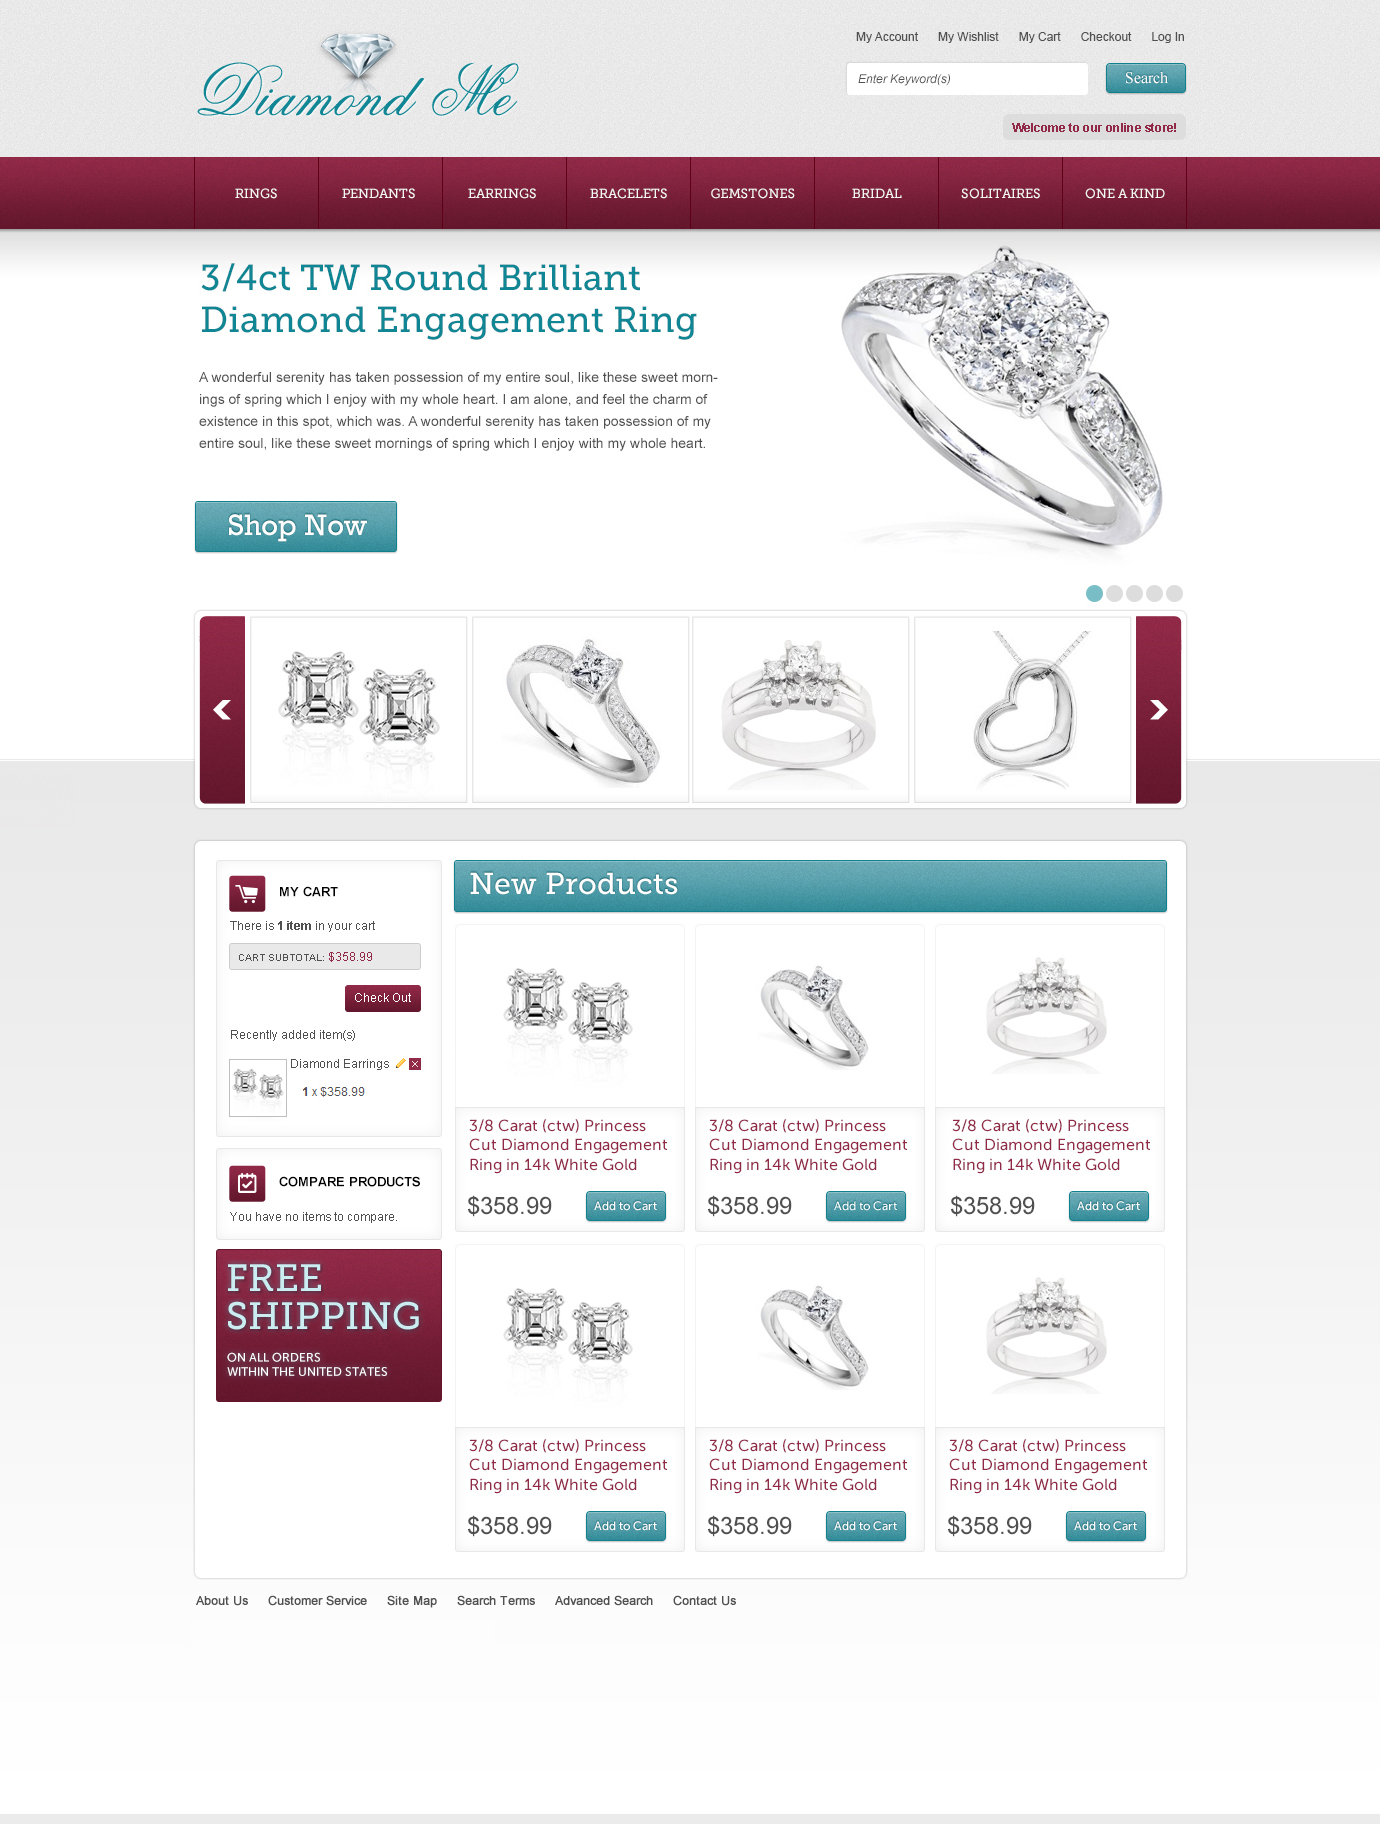 Diamond Me
My Account My Wishlist My Cart Checkout Log In
Enter Keyword(s)
Search
Welcome to our online store!
RINGS PENDANTS EARRINGS BRACELETS GEMSTONES BRIDAL SOLITAIRES ONE A KIND
3/4ct TW Round Brilliant
Diamond Engagement Ring
A wonderful serenity has taken possession of my entire soul, like these sweet morn-
ings of spring which I enjoy with my whole heart. I am alone, and feel the charm of
existence in this spot, which was. A wonderful serenity has taken possession of my
entire soul, like these sweet mornings of spring which I enjoy with my whole heart.
Shop Now
MY CART
There is 1 item in your cart
CART SUBTOTAL: $358.99
Check Out
Recently added item(s)
Diamond Earrings
1 x $358.99
COMPARE PRODUCTS
You have no items to compare.
FREE
SHIPPING
ON ALL ORDERS
WITHIN THE UNITED STATES
New Products
3/8 Carat (ctw) Princess
Cut Diamond Engagement
Ring in 14k White Gold
$358.99
Add to Cart
3/8 Carat (ctw) Princess
Cut Diamond Engagement
Ring in 14k White Gold
$358.99
Add to Cart
3/8 Carat (ctw) Princess
Cut Diamond Engagement
Ring in 14k White Gold
$358.99
Add to Cart
3/8 Carat (ctw) Princess
Cut Diamond Engagement
Ring in 14k White Gold
$358.99
Add to Cart
3/8 Carat (ctw) Princess
Cut Diamond Engagement
Ring in 14k White Gold
$358.99
Add to Cart
3/8 Carat (ctw) Princess
Cut Diamond Engagement
Ring in 14k White Gold
$358.99
Add to Cart
About Us Customer Service Site Map Search Terms Advanced Search Contact Us